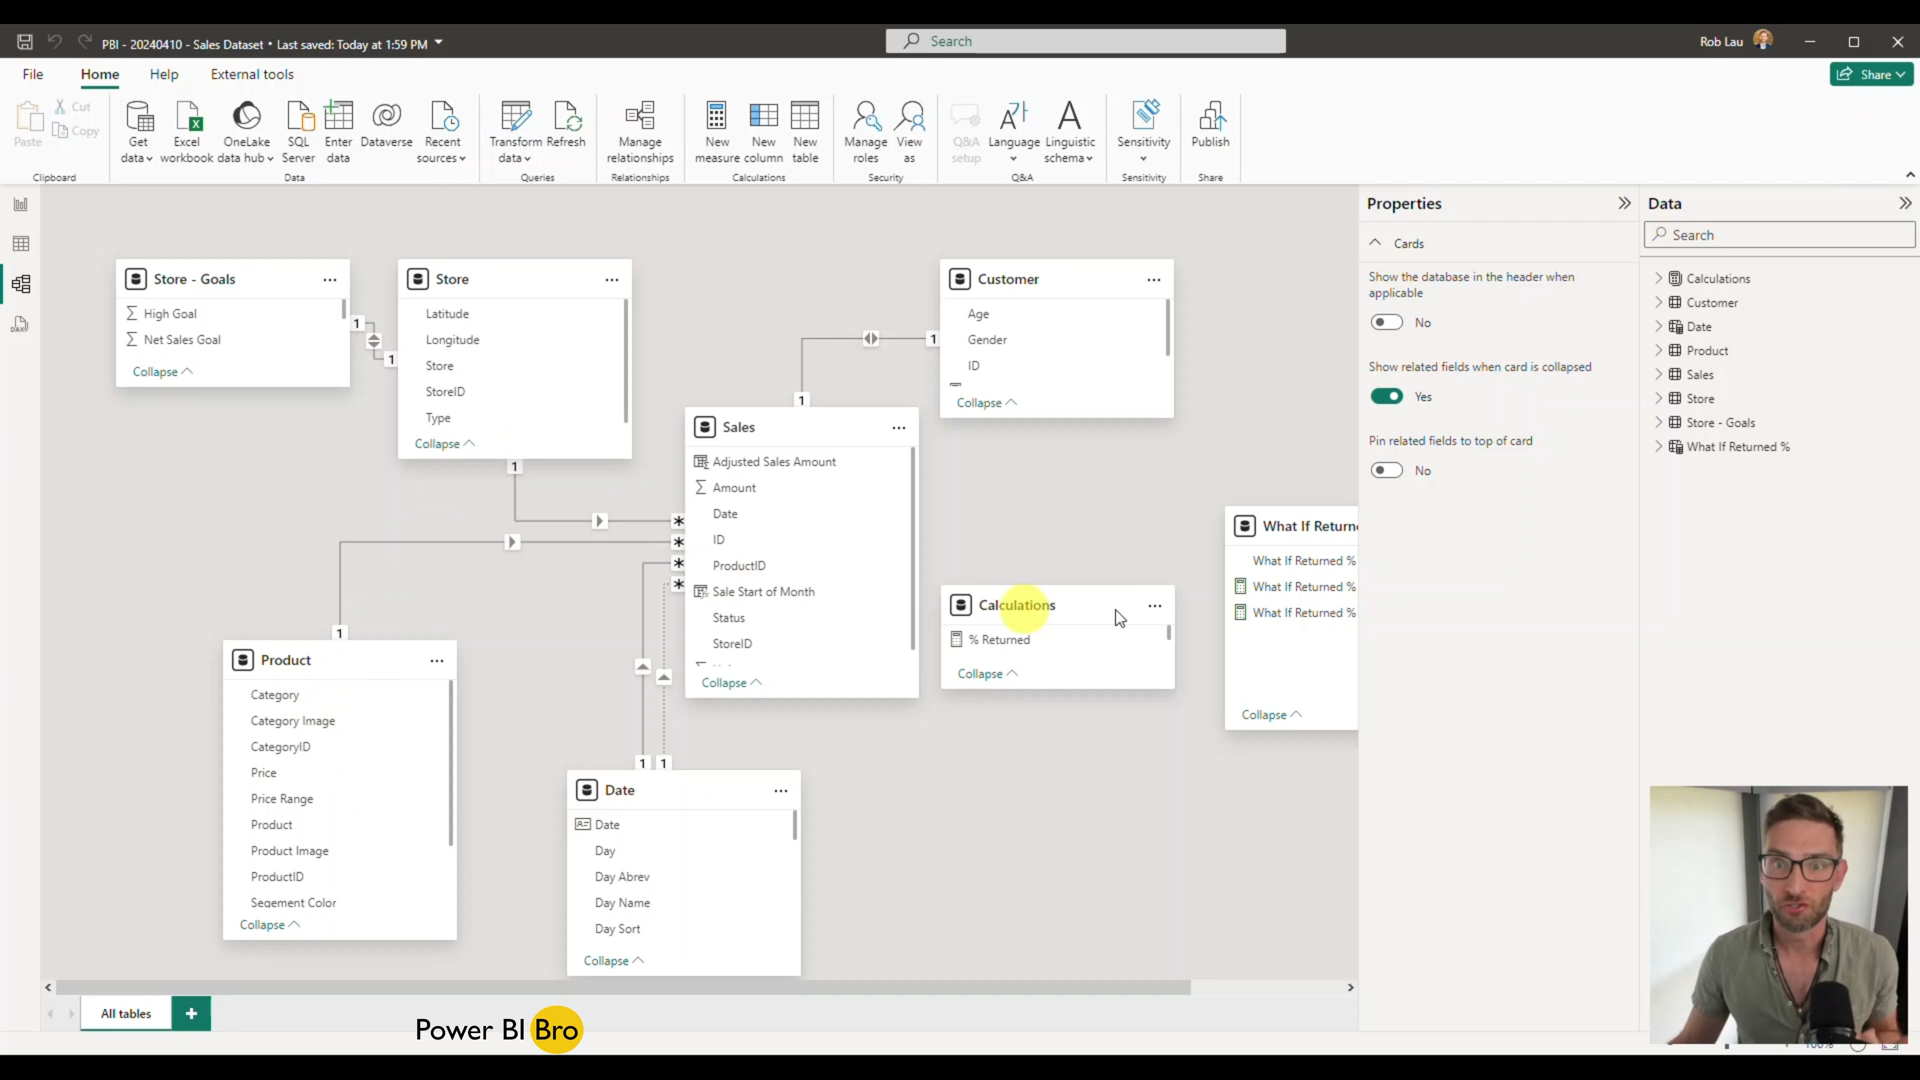 PBI - 20240410 - Sales Dataset • Last saved: Today at 1:59 PM
Search
Rob Lau
File
Home
Help
External tools
Share
Paste
Cut
Copy
Clipboard
Get data
Excel workbook
OneLake data hub
SQL Server
Enter data
Dataverse
Recent sources
Data
Transform data
Refresh
Queries
Manage relationships
Relationships
New measure
New column
New table
Calculations
Manage roles
View as
Security
Q&A setup
Language
Linguistic schema
Q&A
Sensitivity
Sensitivity
Publish
Share
Store - Goals
High Goal
Net Sales Goal
Collapse
1
1
Store
Latitude
Longitude
Store
StoreID
Type
Collapse
1
Customer
Age
Gender
ID
Collapse
1
1
Sales
Adjusted Sales Amount
Amount
Date
ID
ProductID
Sale Start of Month
Status
StoreID
Collapse
*
*
*
*
Calculations
% Returned
Collapse
What If Return
What If Returned %
What If Returned %
What If Returned %
Collapse
1
Product
Category
Category Image
CategoryID
Price
Price Range
Product
Product Image
ProductID
Segement Color
Collapse
1 1
Date
Date
Day
Day Abrev
Day Name
Day Sort
Collapse
Properties
Cards
Show the database in the header when
applicable
No
Show related fields when card is collapsed
Yes
Pin related fields to top of card
No
Data
Search
Calculations
Customer
Date
Product
Sales
Store
Store - Goals
What If Returned %
All tables
+
Power BI Bro
100%